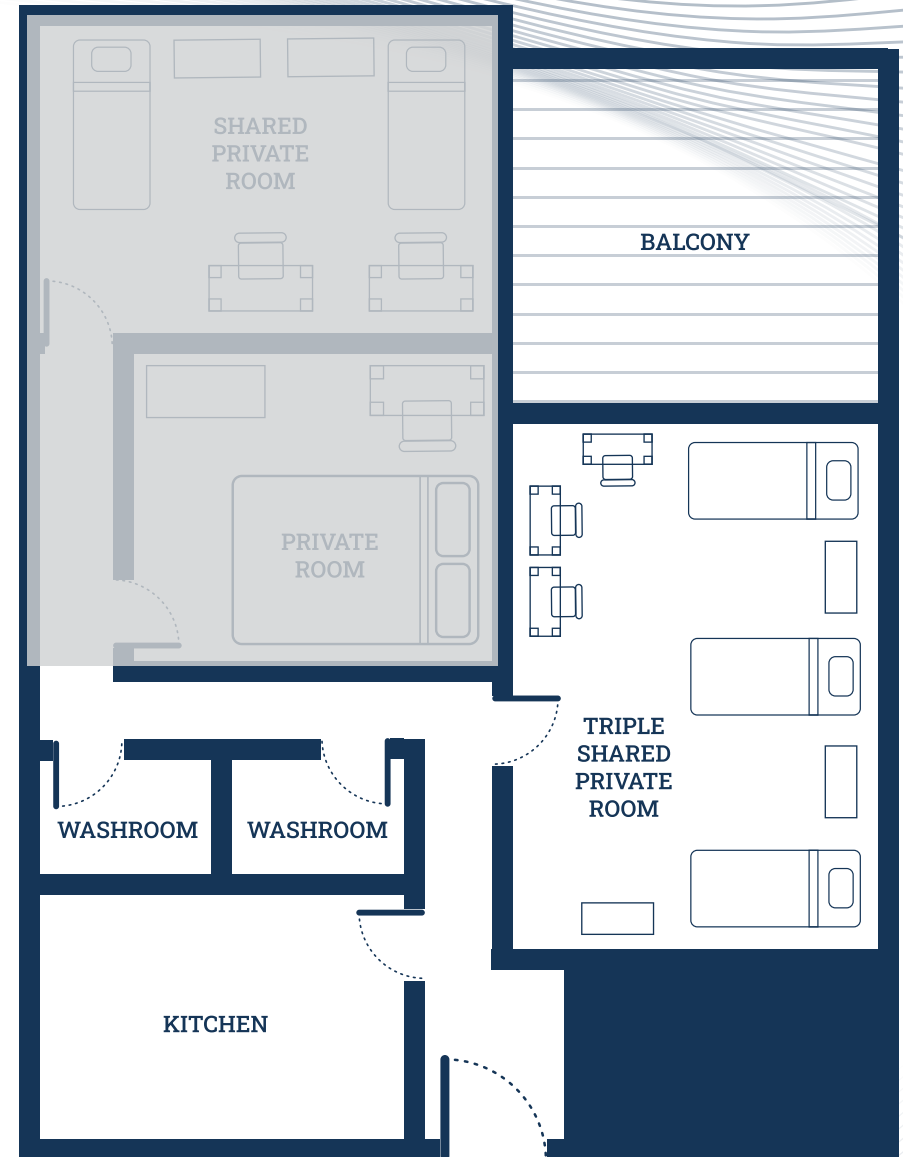 SHARED
PRIVATE
ROOM
BALCONY
PRIVATE
ROOM
TRIPLE
SHARED
PRIVATE
ROOM
WASHROOM
WASHROOM
KITCHEN